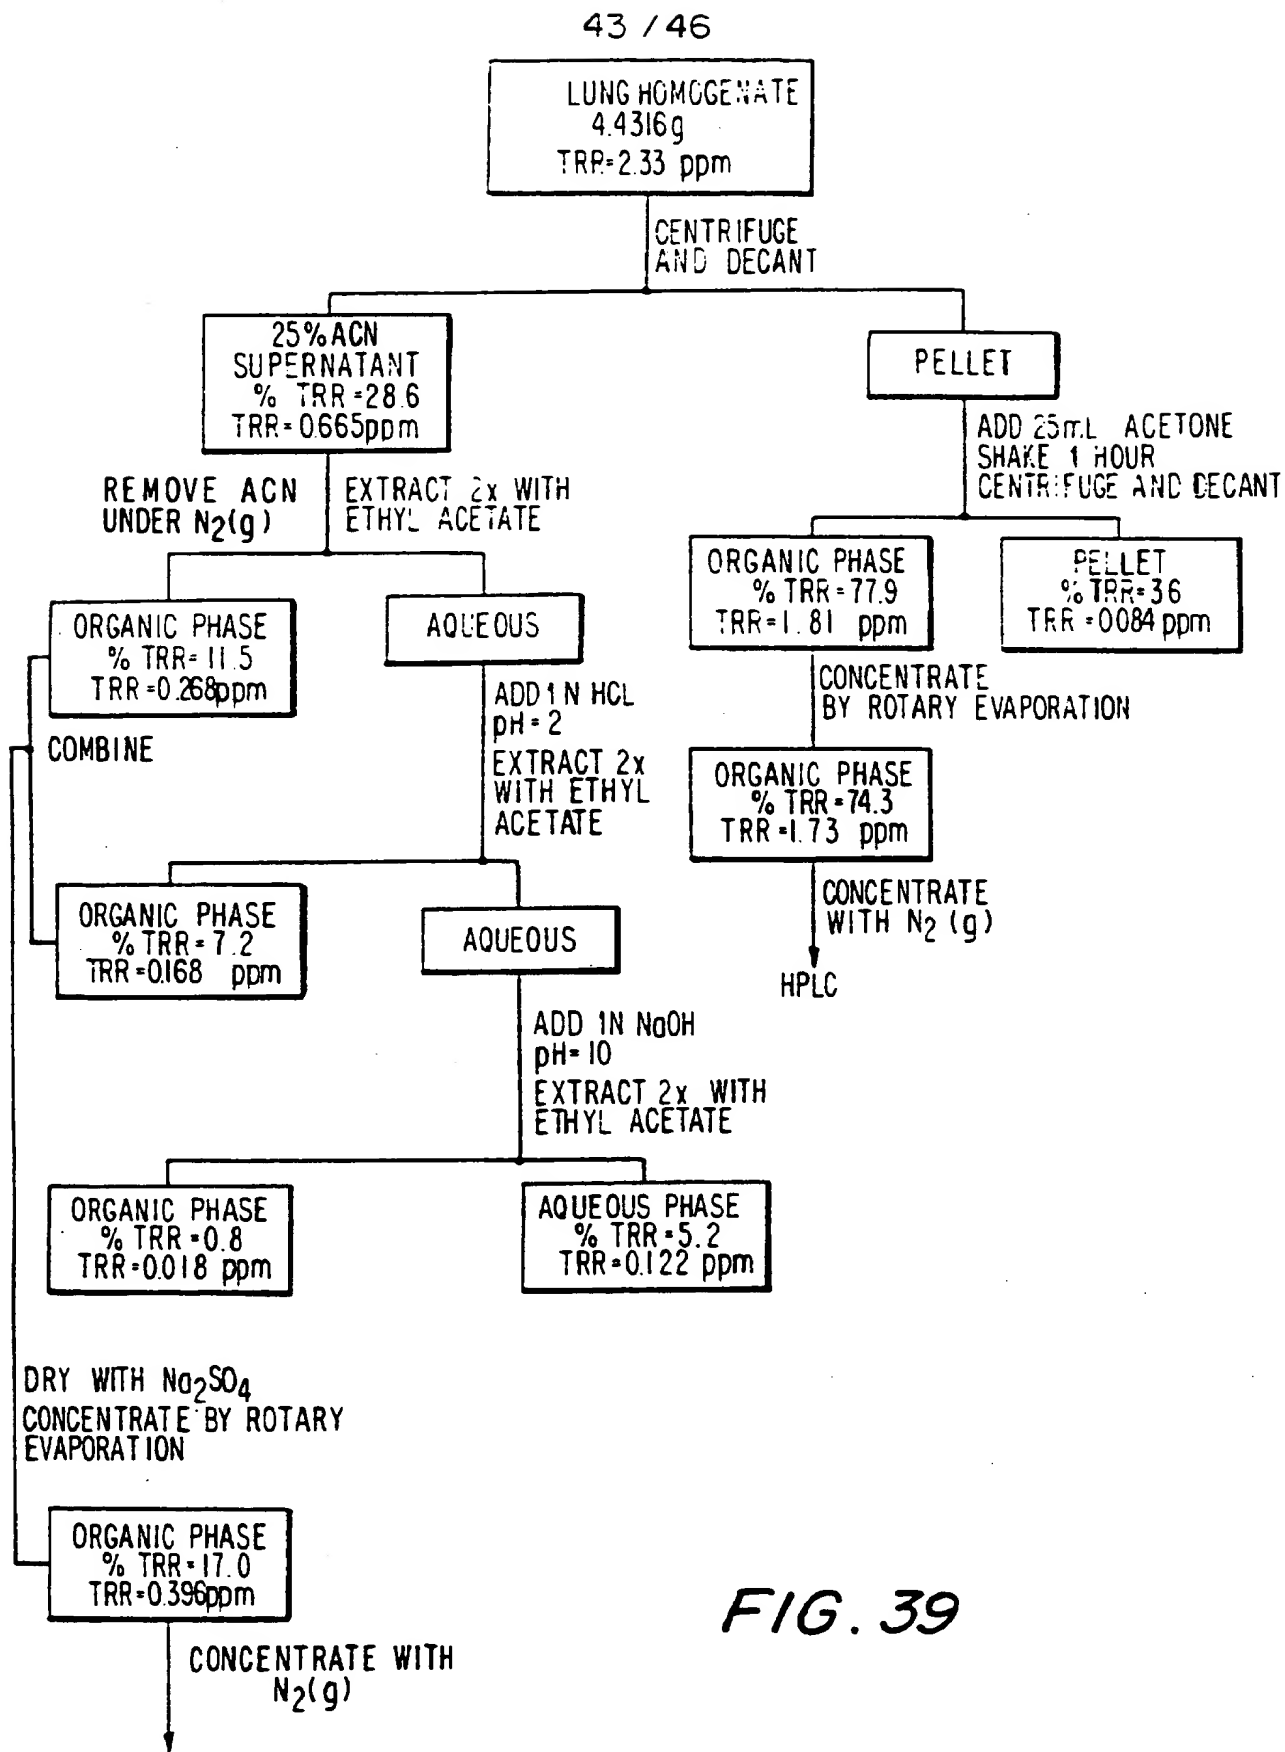 43 / 46
LUNG HOMOGENATE
4.4316g
TRR=2.33 ppm
CENTRIFUGE
AND DECANT
25% ACN
SUPERNATANT
% TRR=28.6
TRR=0.665ppm
PELLET
REMOVE ACN
UNDER N2(g)
EXTRACT 2x WITH
ETHYL ACETATE
ADD 25mL ACETONE
SHAKE 1 HOUR
CENTRIFUGE AND DECANT
ORGANIC PHASE
% TRR=11.5
TRR=0.268ppm
AQUEOUS
ORGANIC PHASE
% TRR=77.9
TRR=1.81 ppm
PELLET
% TRR=36
TRR=0084 ppm
COMBINE
ADD 1N HCL
pH=2
EXTRACT 2x
WITH ETHYL
ACETATE
CONCENTRATE
BY ROTARY EVAPORATION
ORGANIC PHASE
% TRR=74.3
TRR=1.73 ppm
ORGANIC PHASE
% TRR=7.2
TRR=0.168 ppm
AQUEOUS
CONCENTRATE
WITH N2 (g)
HPLC
ADD 1N NaOH
pH=10
EXTRACT 2x WITH
ETHYL ACETATE
ORGANIC PHASE
% TRR=0.8
TRR=0.018 ppm
AQUEOUS PHASE
% TRR=5.2
TRR=0.122 ppm
DRY WITH Na2SO4
CONCENTRATE BY ROTARY
EVAPORATION
ORGANIC PHASE
% TRR=17.0
TRR=0.396ppm
CONCENTRATE WITH
N2(g)
FIG. 39